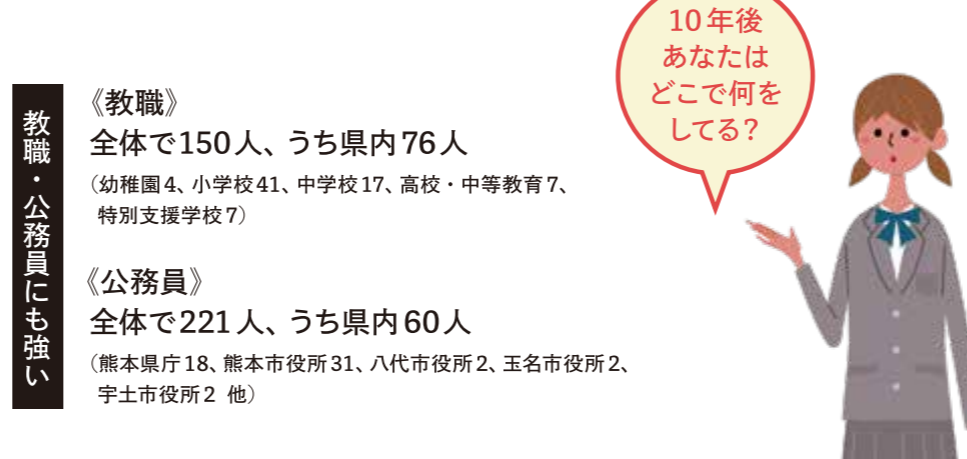 教職・公務員にも強い
《教職》
全体で150人、うち県内76人
（幼稚園4、小学校41、中学校17、高校・中等教育7、
特別支援学校7）
《公務員》
全体で221人、うち県内60人
（熊本県庁18、熊本市役所31、八代市役所2、玉名市役所2、
宇土市役所2 他）
10年後
あなたは
どこで何を
してる？